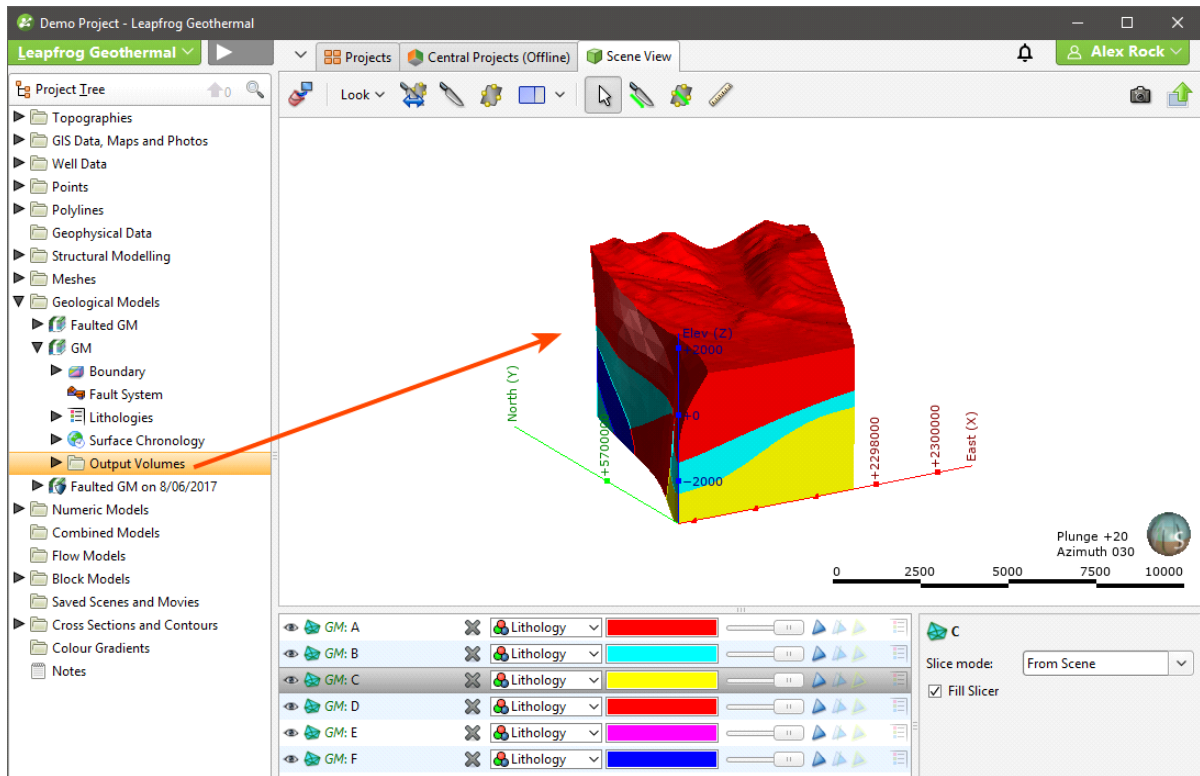 Demo Project - Leapfrog Geothermal
Leapfrog Geothermal
Projects
Central Projects (Offline)
Scene View
Alex Rock
Project Tree
0
Look
Topographies
GIS Data, Maps and Photos
Well Data
Points
Polylines
Geophysical Data
Structural Modelling
Meshes
Geological Models
Faulted GM
GM
Boundary
Fault System
Lithologies
Surface Chronology
Output Volumes
Faulted GM on 8/06/2017
Numeric Models
Combined Models
Flow Models
Block Models
Saved Scenes and Movies
Cross Sections and Contours
Colour Gradients
Notes
Elev (Z)
+2000
+0
-2000
North (Y)
+5700000
+2298000
+2300000
East (X)
Plunge +20
Azimuth 030
0 2500 5000 7500 10000
GM: A Lithology
GM: B Lithology
GM: C Lithology
GM: D Lithology
GM: E Lithology
GM: F Lithology
C
Slice mode: From Scene
Fill Slicer